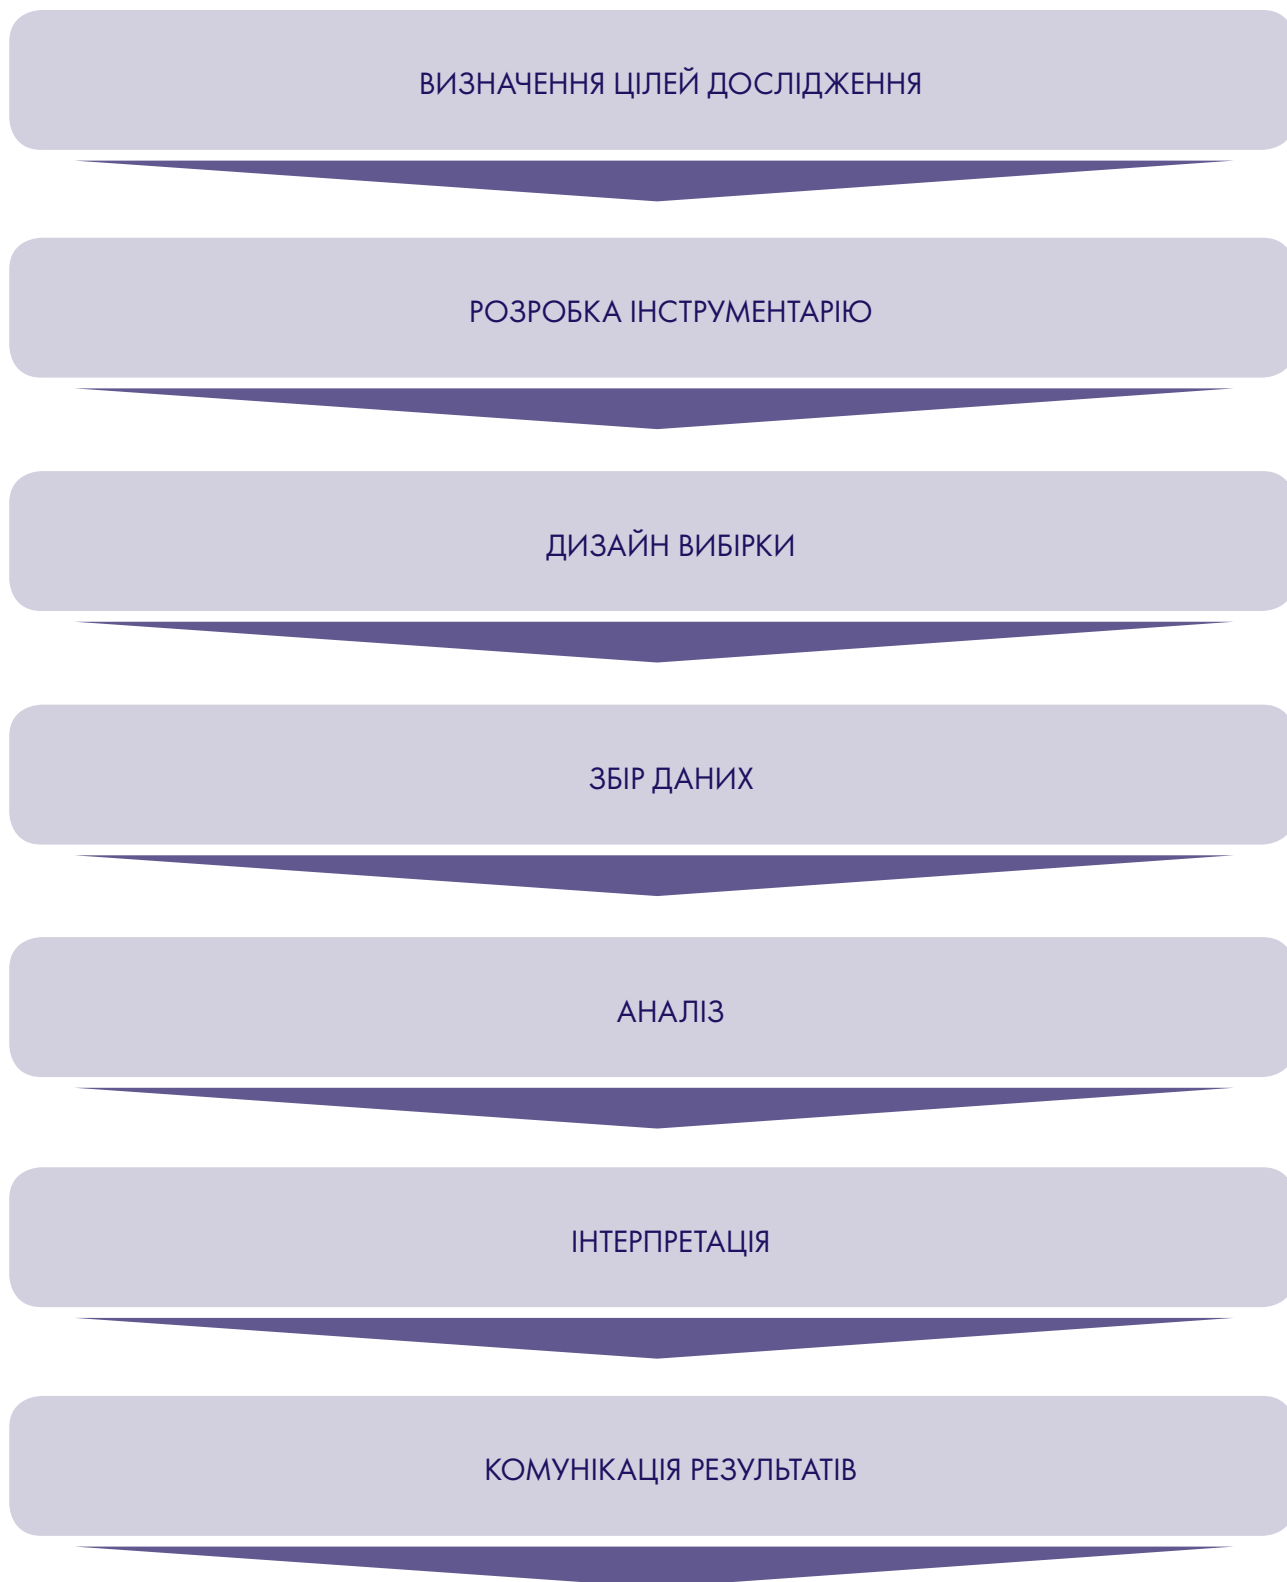 ВИЗНАЧЕННЯ ЦІЛЕЙ ДОСЛІДЖЕННЯ
РОЗРОБКА ІНСТРУМЕНТАРІЮ
ДИЗАЙН ВИБІРКИ
ЗБІР ДАНИХ
АНАЛІЗ
ІНТЕРПРЕТАЦІЯ
КОМУНІКАЦІЯ РЕЗУЛЬТАТІВ